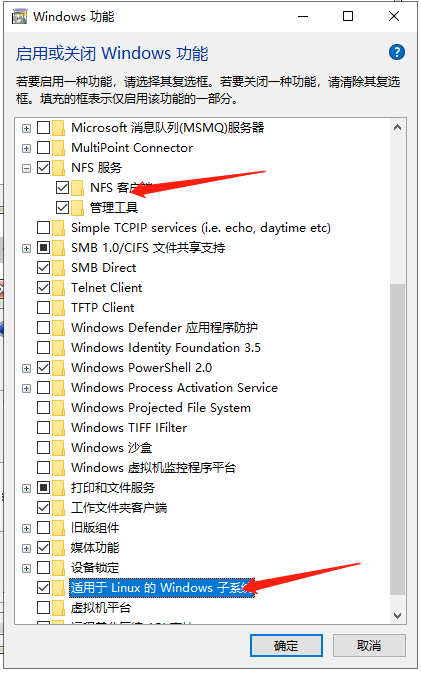 Windows 功能
启用或关闭 Windows 功能
若要启用一种功能，请选择其复选框。若要关闭一种功能，请清除其复选
框。填充的框表示仅启用该功能的一部分。
Microsoft 消息队列(MSMQ)服务器
MultiPoint Connector
NFS 服务
NFS 客户端
管理工具
Simple TCPIP services (i.e. echo, daytime etc)
SMB 1.0/CIFS 文件共享支持
SMB Direct
Telnet Client
TFTP Client
Windows Defender 应用程序防护
Windows Identity Foundation 3.5
Windows PowerShell 2.0
Windows Process Activation Service
Windows Projected File System
Windows TIFF IFilter
Windows 沙盒
Windows 虚拟机监控程序平台
打印和文件服务
工作文件夹客户端
旧版组件
媒体功能
设备锁定
适用于 Linux 的 Windows 子系统
虚拟机平台
确定
取消